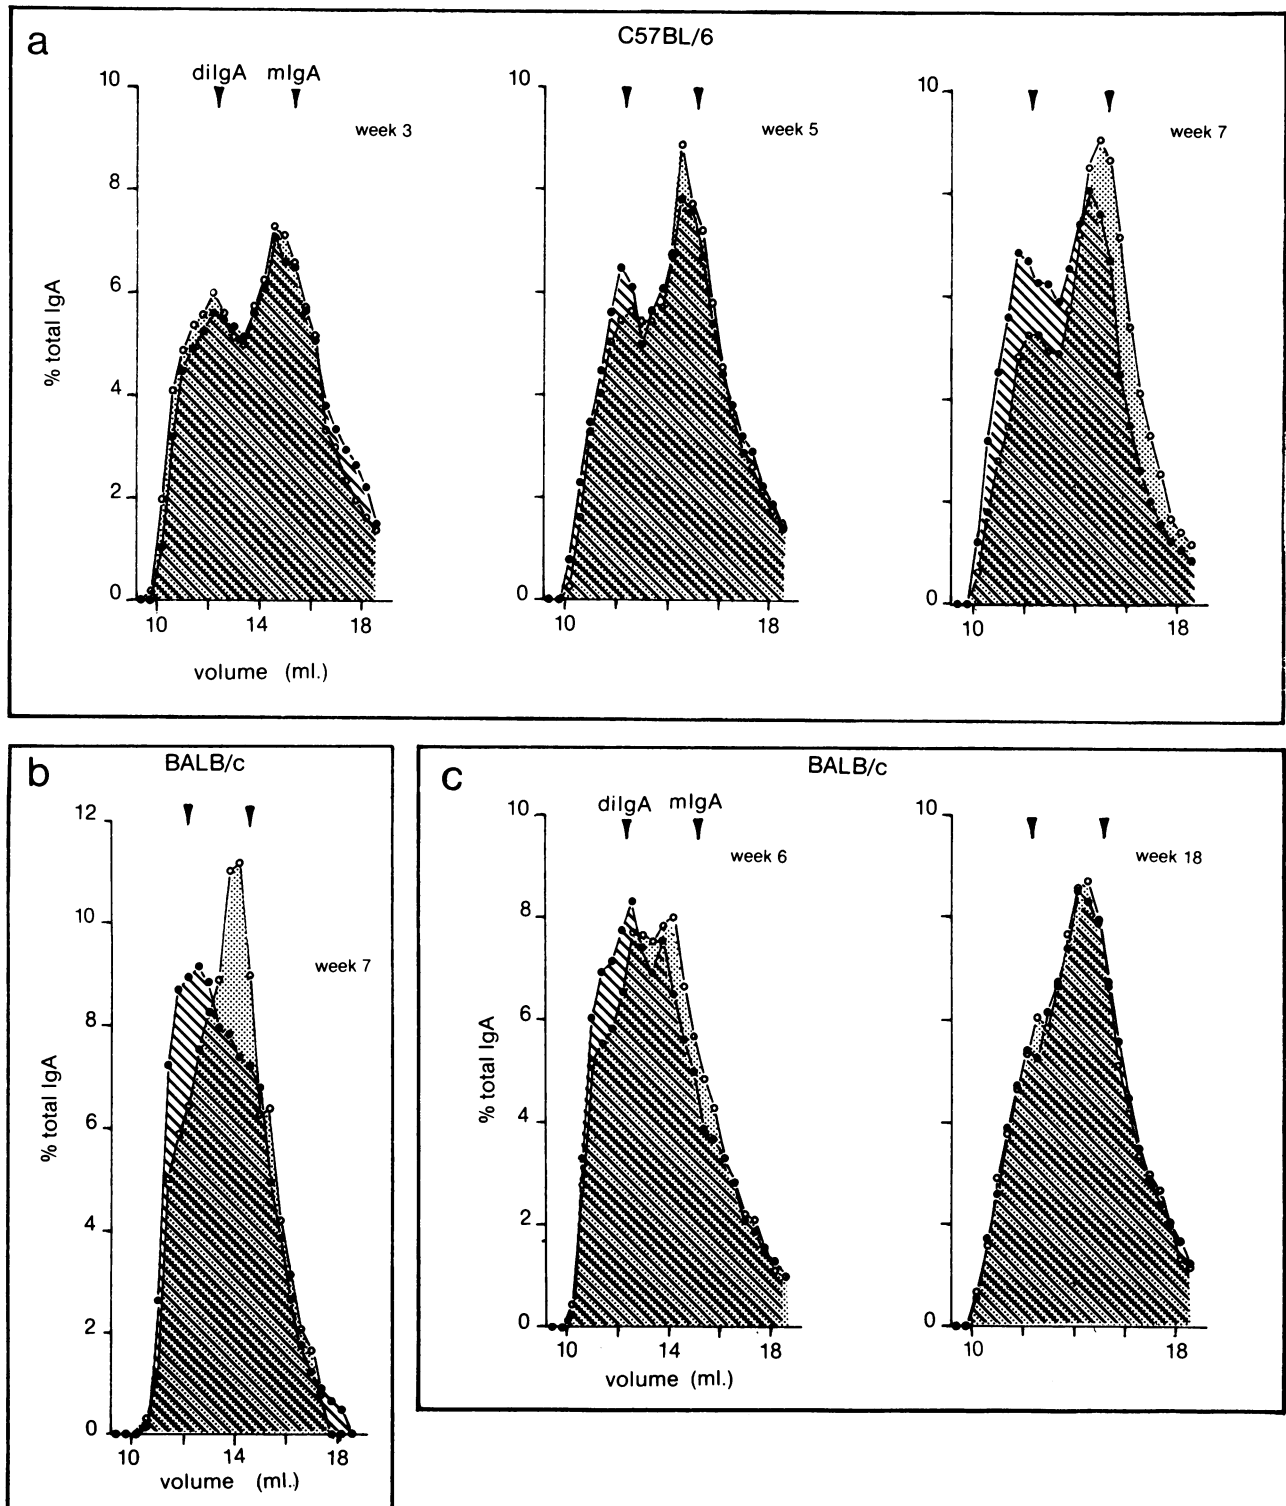 a
C57BL/6
diIgA mIgA
week 3
week 5
week 7
10
8
6
4
2
0
% total IgA
10 14 18
volume (ml.)
10
0
10 18
10
0
10 18
b
BALB/c
week 7
12
10
8
6
4
2
0
% total IgA
10 14 18
volume (ml.)
c
BALB/c
diIgA mIgA
week 6
week 18
10
8
6
4
2
0
% total IgA
10 14 18
volume (ml.)
10
0
10 18